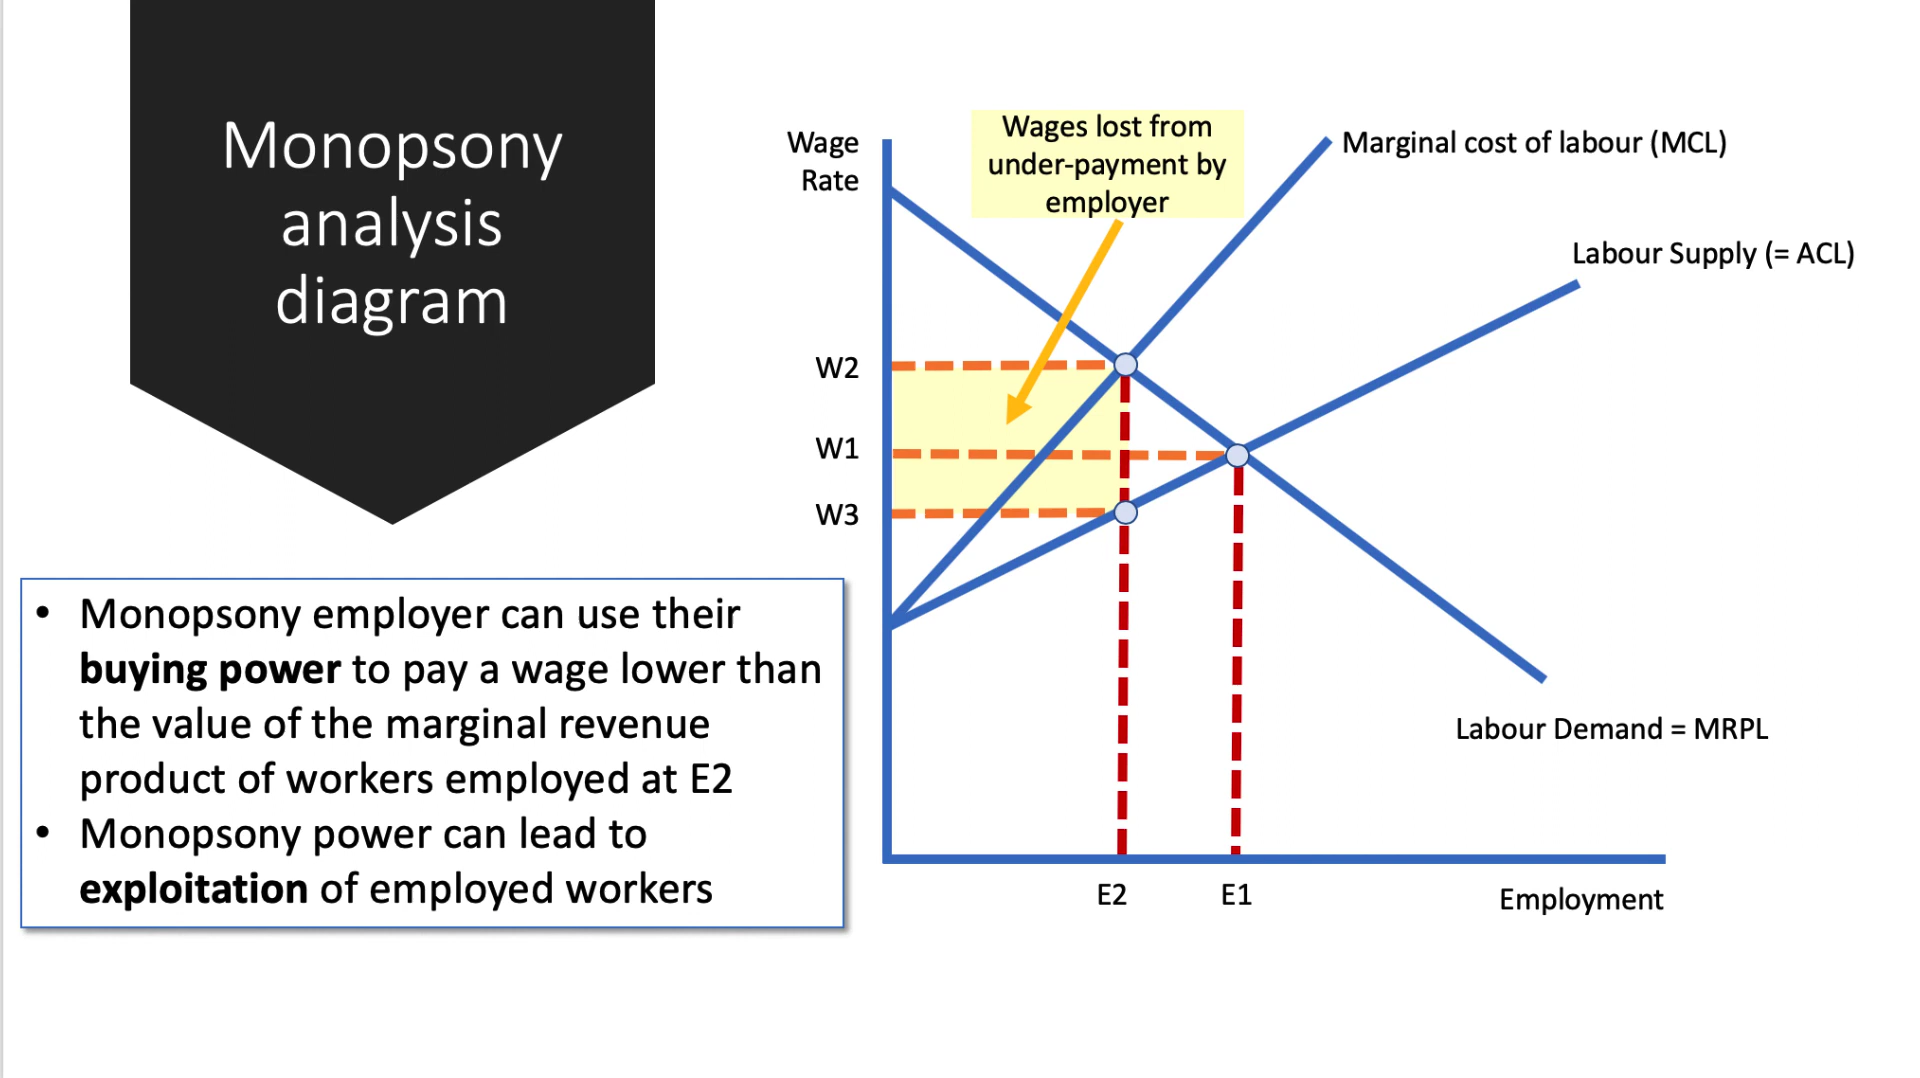 Monopsony
analysis
diagram
Monopsony employer can use their
buying power to pay a wage lower than
the value of the marginal revenue
product of workers employed at E2
Monopsony power can lead to
exploitation of employed workers
Wage
Rate
Wages lost from
under-payment by
employer
Marginal cost of labour (MCL)
Labour Supply (= ACL)
W2
W1
W3
Labour Demand = MRPL
E2
E1
Employment